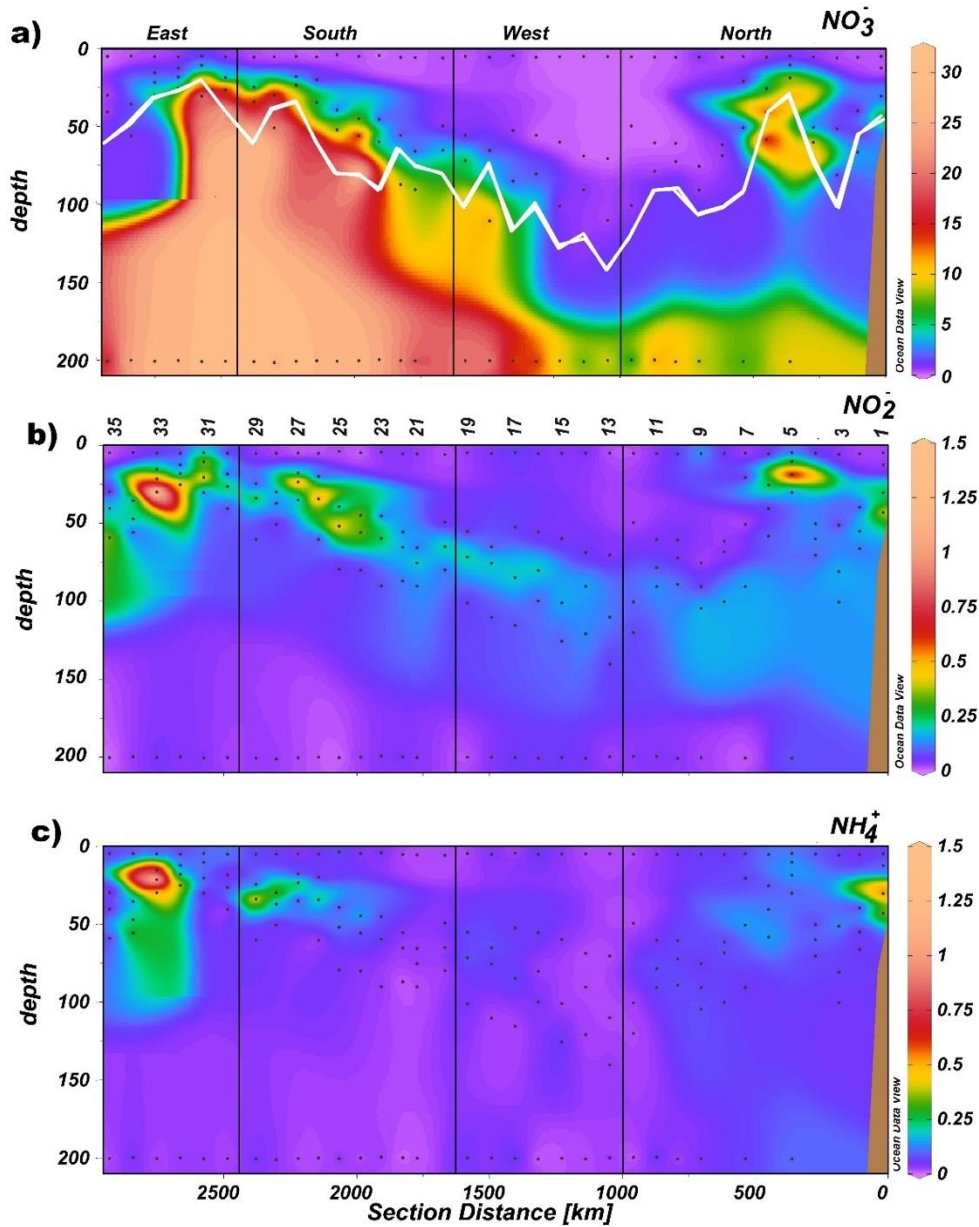 a) NO₃⁻
East South West North
0
50
100
150
200
depth
Ocean Data View
30
25
20
15
10
5
0
b) NO₂⁻
35 33 31 29 27 25 23 21 19 17 15 13 11 9 7 5 3 1
0
50
100
150
200
depth
Ocean Data View
1.5
1.25
1
0.75
0.5
0.25
0
c) NH₄⁺
0
50
100
150
200
depth
Ocean Data View
1.5
1.25
1
0.75
0.5
0.25
0
2500 2000 1500 1000 500 0
Section Distance [km]